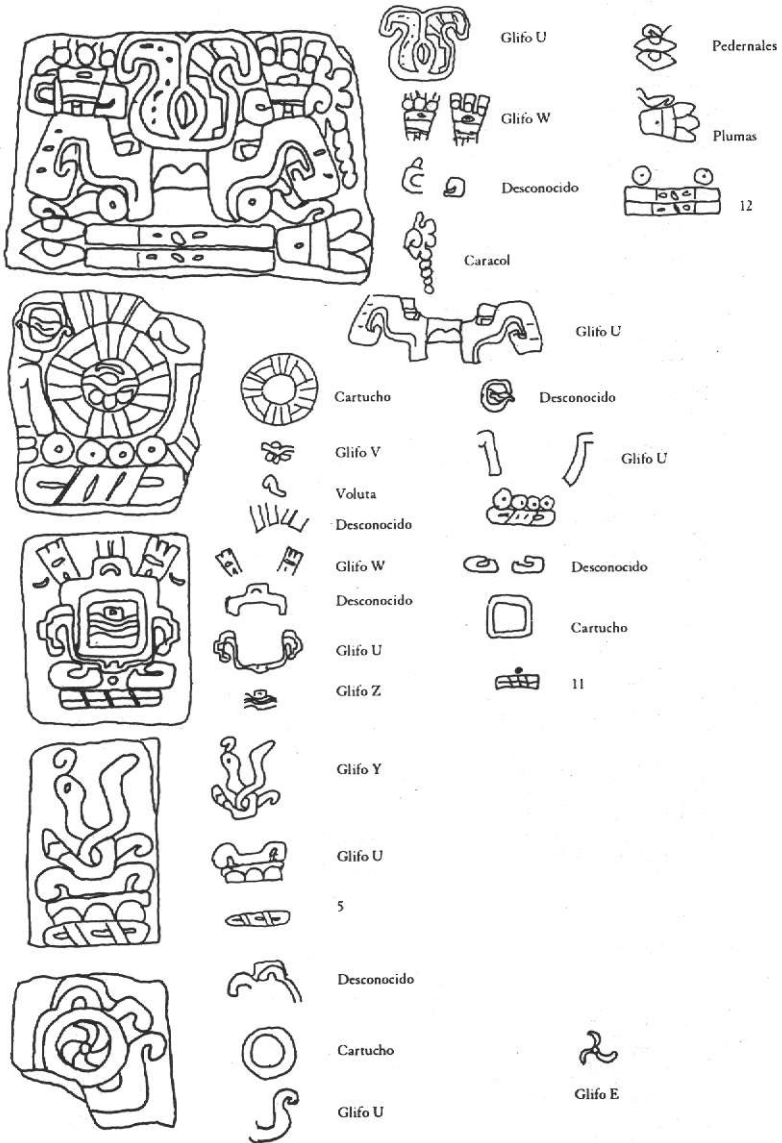 Glifo U
Pedernales
Glifo W
Plumas
Desconocido
12
Caracol
Glifo U
Cartucho
Desconocido
Glifo V
Glifo U
Voluta
Desconocido
Glifo W
Desconocido
Desconocido
Cartucho
Glifo U
11
Glifo Z
Glifo Y
Glifo U
5
Desconocido
Cartucho
Glifo E
Glifo U